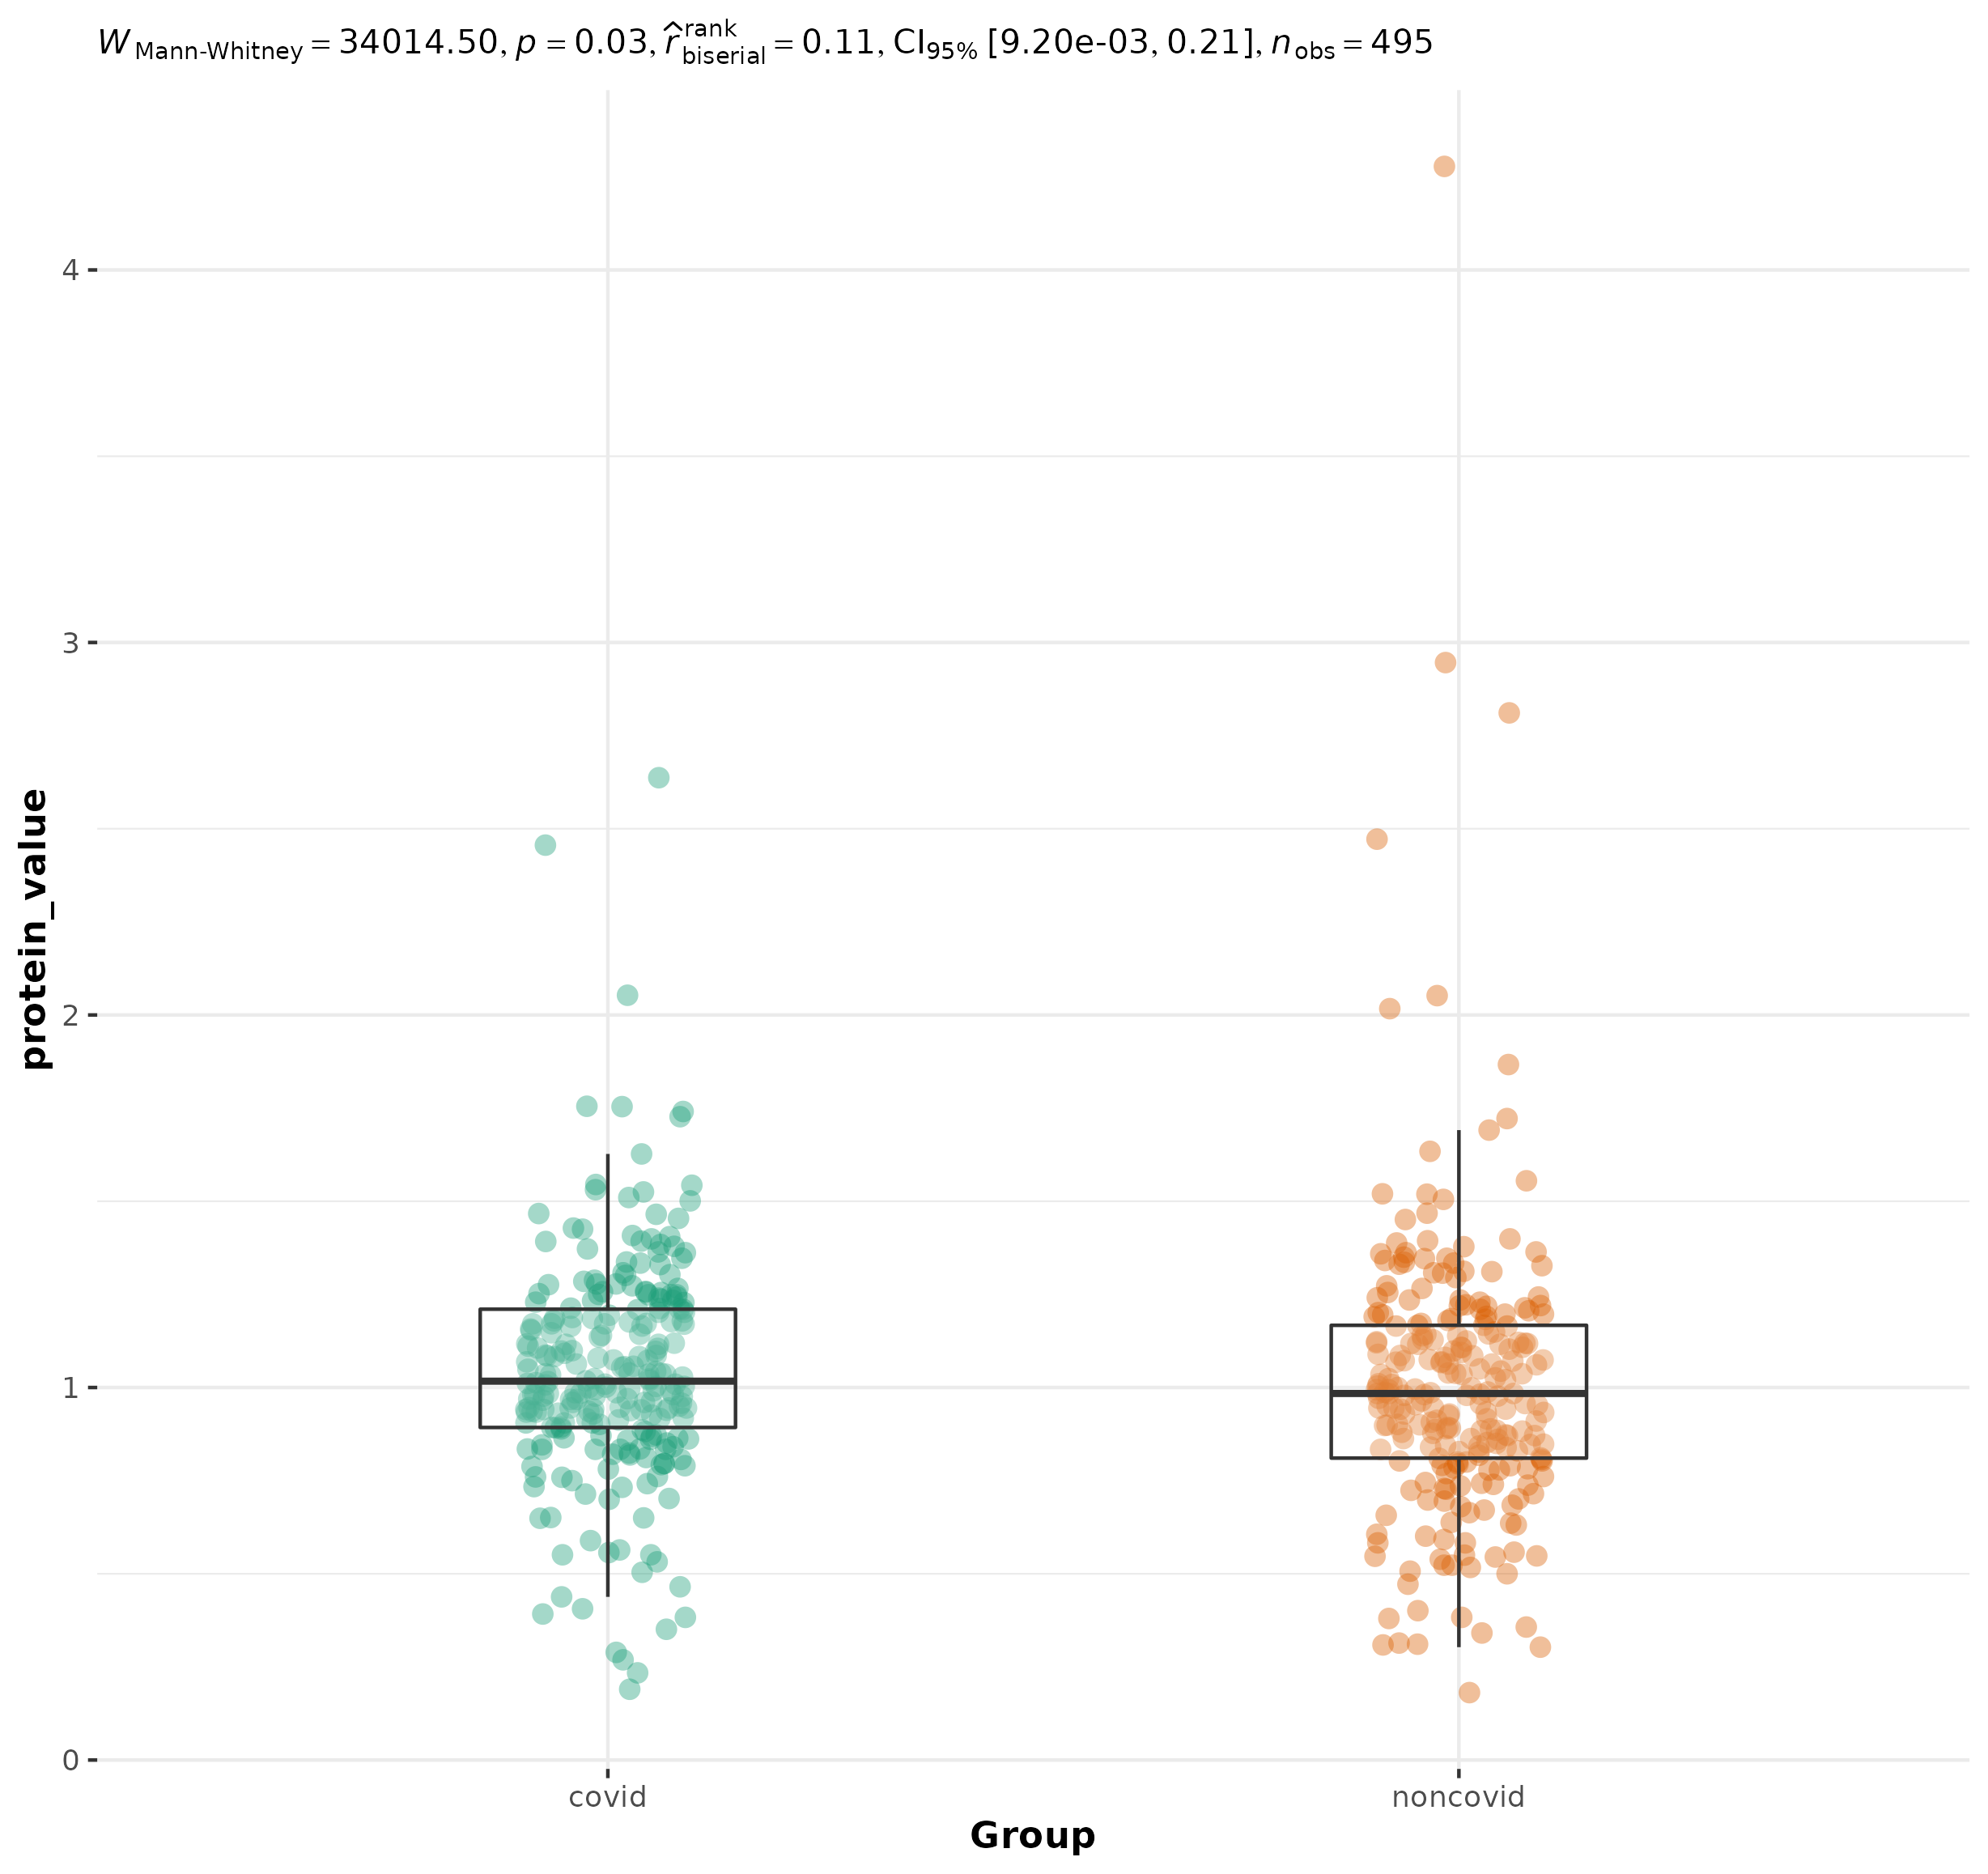 W Mann-Whitney = 34014.50, p = 0.03, r̂ rank biserial = 0.11, CI95% [9.20e-03, 0.21], nobs = 495
protein_value
4
3
2
1
0
covid noncovid
Group